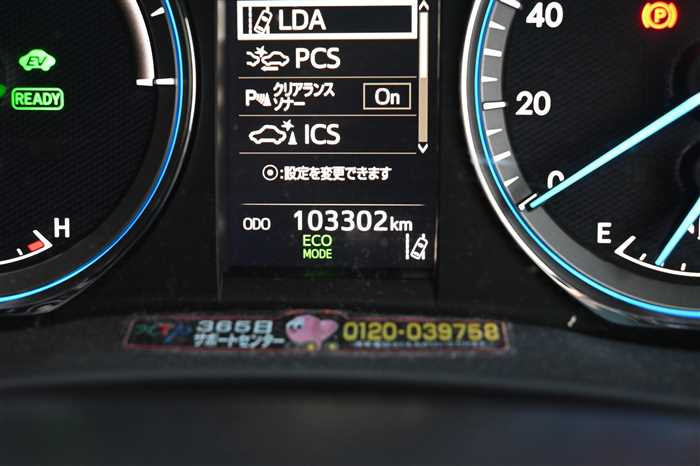 LDA
PCS
クリアランス
ソナー
On
P
ICS
:設定を変更できます
ODO 103302km
ECO
MODE
EV
READY
H
40
20
0
E
P
365日
サポートセンター
0120-039758